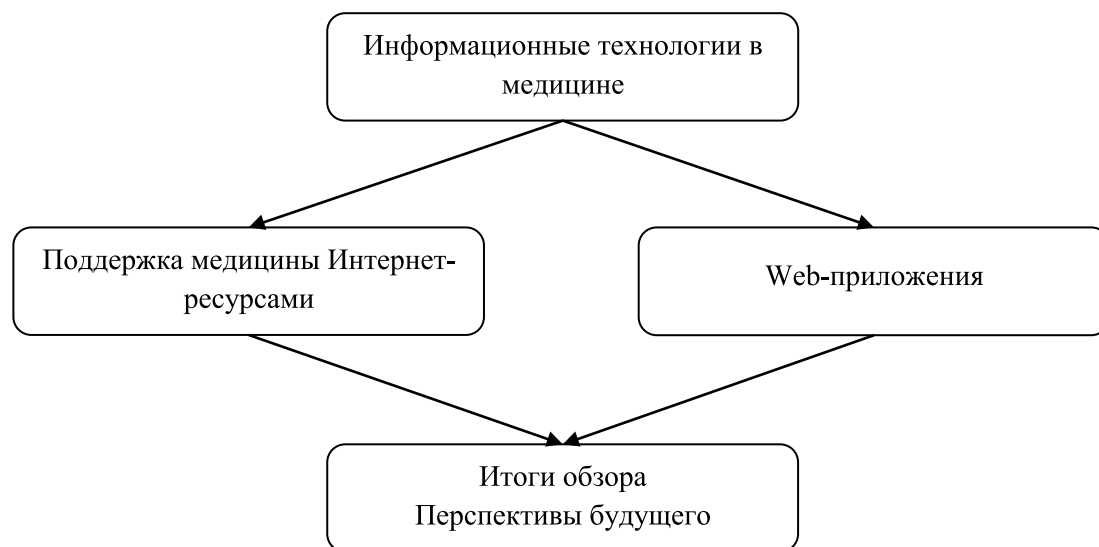 Информационные технологии в
медицине
Поддержка медицины Интернет-
ресурсами
Web-приложения
Итоги обзора
Перспективы будущего